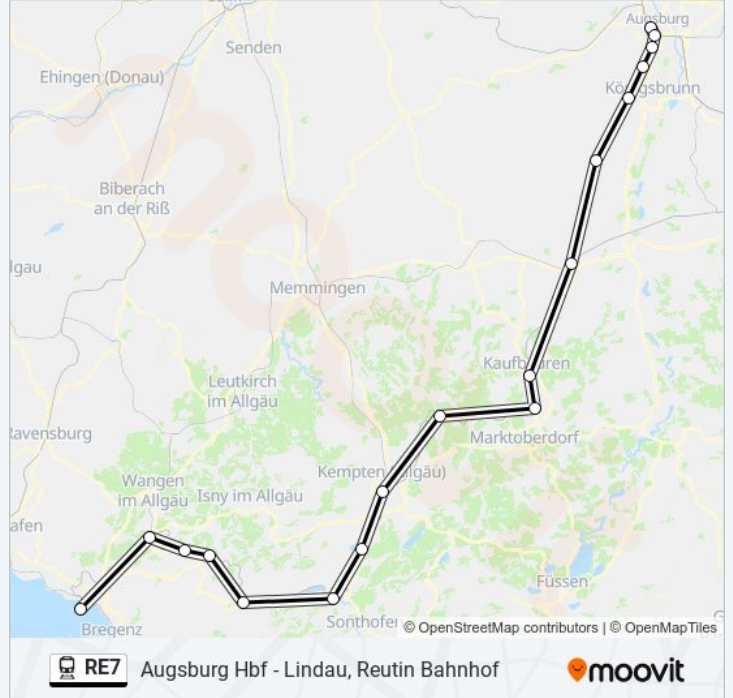 Augsburg
Senden
Ehingen (Donau)
Königsbrunn
Biberach
an der Riß
lgau
Memmingen
Kaufbeuren
Leutkirch
im Allgäu
Ravensburg
Marktoberdorf
Kempten (Allgäu)
Wangen
im Allgäu
Isny im Allgäu
afen
Füssen
Sonthofen
Bregenz
© OpenStreetMap contributors | © OpenMapTiles
RE7 Augsburg Hbf - Lindau, Reutin Bahnhof
moovit